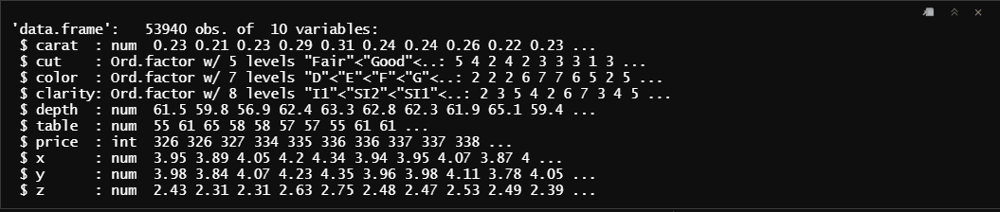 'data.frame':   53940 obs. of  10 variables:
 $ carat  : num  0.23 0.21 0.23 0.29 0.31 0.24 0.24 0.26 0.22 0.23 ...
 $ cut    : Ord.factor w/ 5 levels "Fair"<"Good"<..: 5 4 2 4 2 3 3 3 1 3 ...
 $ color  : Ord.factor w/ 7 levels "D"<"E"<"F"<"G"<..: 2 2 2 6 7 7 6 5 2 5 ...
 $ clarity: Ord.factor w/ 8 levels "I1"<"SI2"<"SI1"<..: 2 3 5 4 2 6 7 3 4 5 ...
 $ depth  : num  61.5 59.8 56.9 62.4 63.3 62.8 62.3 61.9 65.1 59.4 ...
 $ table  : num  55 61 65 58 58 57 57 55 61 61 ...
 $ price  : int  326 326 327 334 335 336 336 337 337 338 ...
 $ x      : num  3.95 3.89 4.05 4.2 4.34 3.94 3.95 4.07 3.87 4 ...
 $ y      : num  3.98 3.84 4.07 4.23 4.35 3.96 3.98 4.11 3.78 4.05 ...
 $ z      : num  2.43 2.31 2.31 2.63 2.75 2.48 2.47 2.53 2.49 2.39 ...